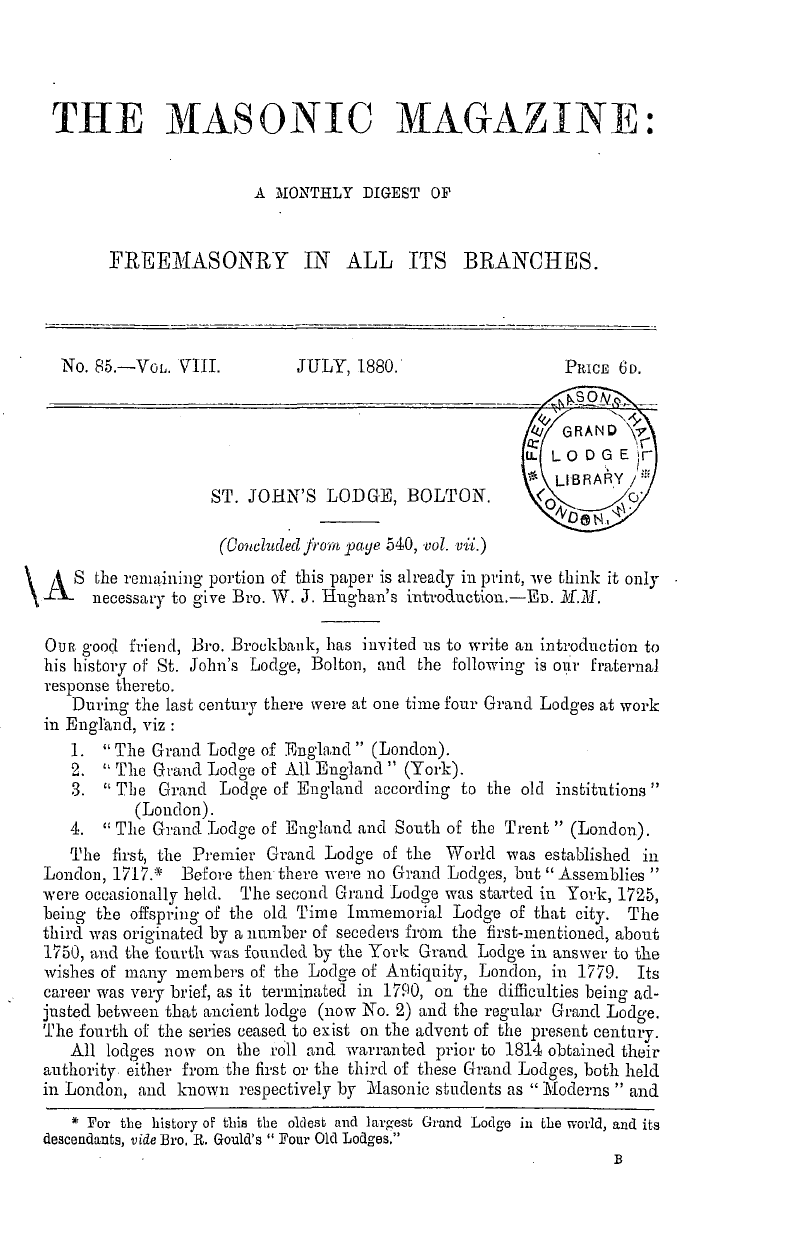 THE MASONIC MAGAZINE:
A MONTHLY DIGEST OF
FREEMASONRY IN ALL ITS BRANCHES.
No. 85.—VOL. VIII. JULY, 1880. PRICE 6D.
* FREEMASONS' HALL *
GRAND
LODGE
LIBRARY
LONDON, W.C.
ST. JOHN'S LODGE, BOLTON.
(Concluded from page 540, vol. vii.)
AS the remaining portion of this paper is already in print, we think it only
necessary to give Bro. W. J. Hughan's introduction.—ED. M.M.
OUR good friend, Bro. Brockbank, has invited us to write an introduction to
his history of St. John's Lodge, Bolton, and the following is our fraternal
response thereto.
During the last century there were at one time four Grand Lodges at work
in England, viz :
1. “The Grand Lodge of England” (London).
2. “The Grand Lodge of All England” (York).
3. “The Grand Lodge of England according to the old institutions”
(London).
4. “The Grand Lodge of England and South of the Trent” (London).
The first, the Premier Grand Lodge of the World was established in
London, 1717.* Before then there were no Grand Lodges, but “Assemblies”
were occasionally held. The second Grand Lodge was started in York, 1725,
being the offspring of the old Time Immemorial Lodge of that city. The
third was originated by a number of seceders from the first-mentioned, about
1750, and the fourth was founded by the York Grand Lodge in answer to the
wishes of many members of the Lodge of Antiquity, London, in 1779. Its
career was very brief, as it terminated in 1790, on the difficulties being ad-
justed between that ancient lodge (now No. 2) and the regular Grand Lodge.
The fourth of the series ceased to exist on the advent of the present century.
All lodges now on the roll and warranted prior to 1814 obtained their
authority either from the first or the third of these Grand Lodges, both held
in London, and known respectively by Masonic students as “Moderns” and
* For the history of this the oldest and largest Grand Lodge in the world, and its
descendants, vide Bro. R. Gould's “Four Old Lodges.”
B